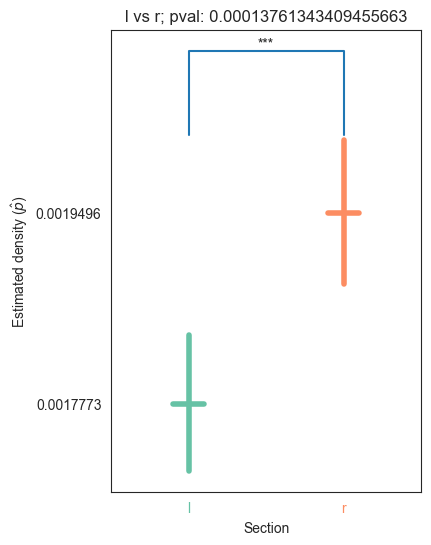 l vs r; pval: 0.00013761343409455663
***
0.0019496
Estimated density (p̂)
0.0017773
l
r
Section